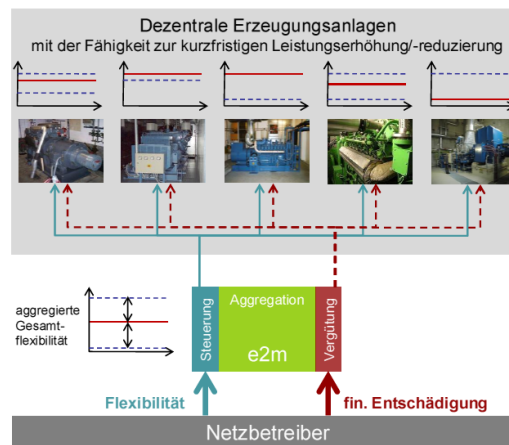 Dezentrale Erzeugungsanlagen
mit der Fähigkeit zur kurzfristigen Leistungserhöhung/-reduzierung
aggregierte
Gesamt-
flexibilität
Steuerung
Aggregation
e2m
Vergütung
Flexibilität
fin. Entschädigung
Netzbetreiber